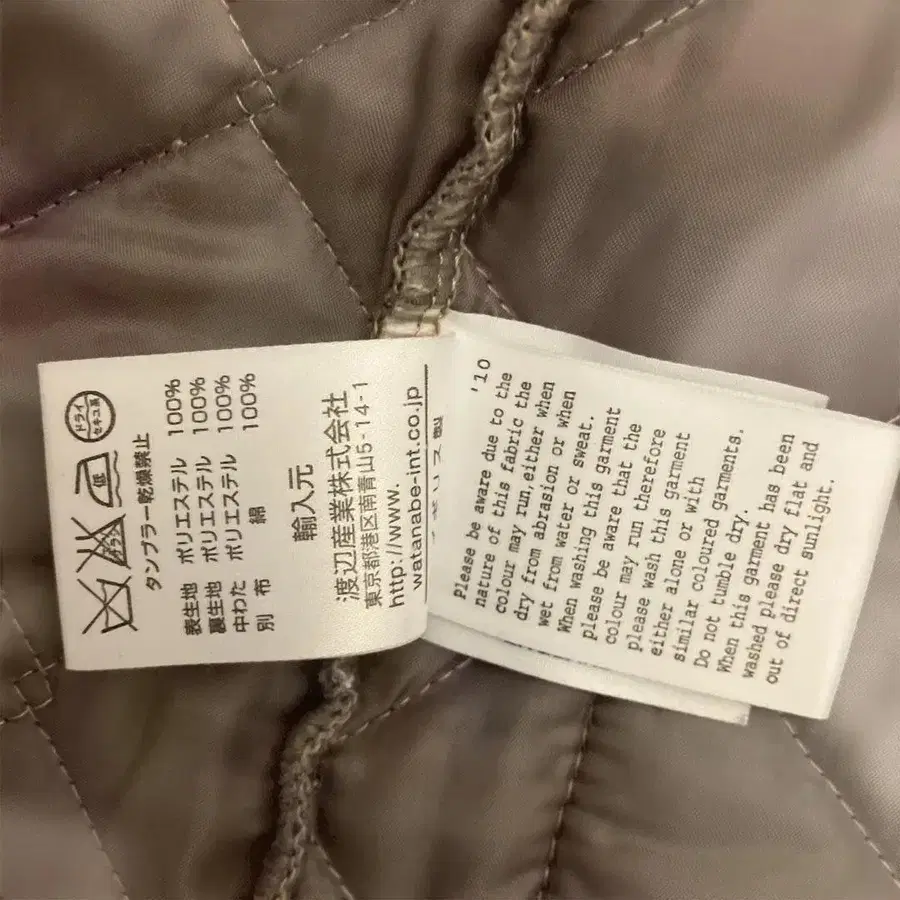 低
ドライ
セキユ系
タンブラー乾燥禁止
表生地 ポリエステル 100%
裏生地 ポリエステル 100%
中わた ポリエステル 100%
別 布 綿 100%
輸入元
渡辺産業株式会社
東京都港区南青山5-14-1
http://www.
watanabe-int.co.jp
リス製
'10
Please be aware due to the
nature of this fabric the
colour may run, either when
dry from abrasion or when
wet from water or sweat.
When washing this garment
please be aware that the
colour may run therefore
please wash this garment
either alone or with
similar coloured garments.
Do not tumble dry.
When this garment has been
washed please dry flat and
out of direct sunlight.